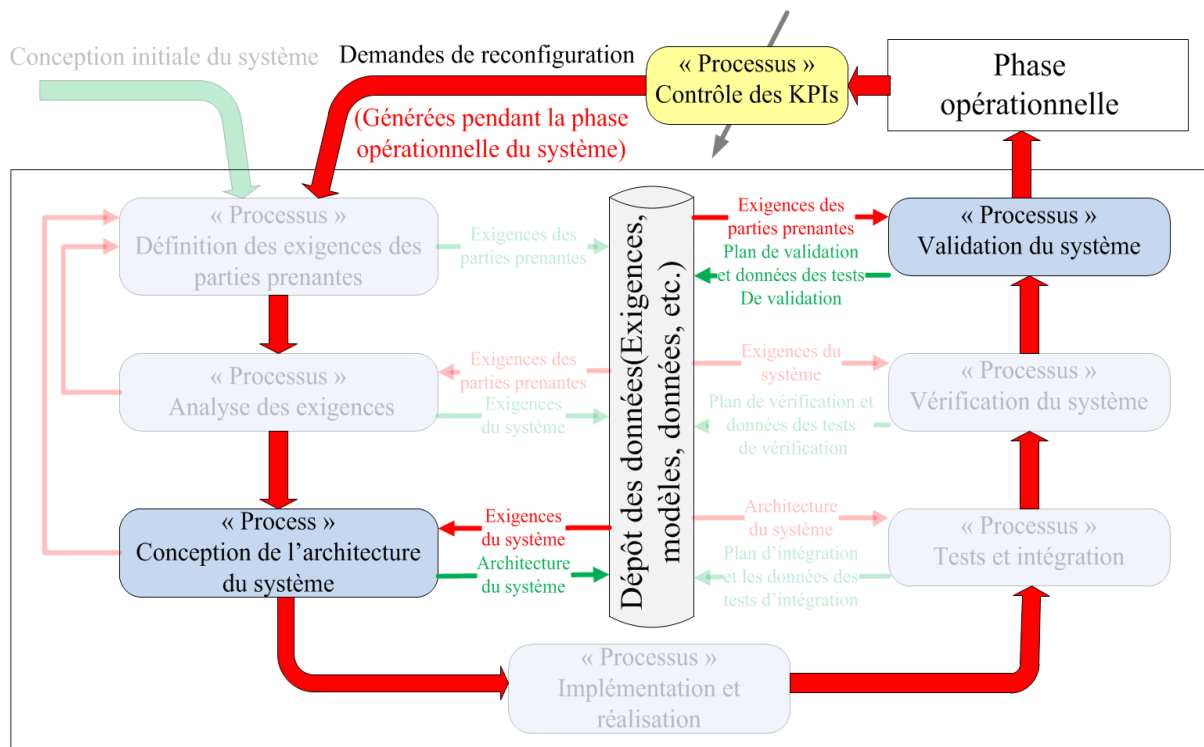 Conception initiale du système
Demandes de reconfiguration
(Générées pendant la phase
opérationnelle du système)
« Processus »
Contrôle des KPIs
Phase
opérationnelle
« Processus »
Définition des exigences des
parties prenantes
Exigences des
parties prenantes
Dépôt des données(Exigences,
modèles, données, etc.)
Exigences des
parties prenantes
Plan de validation
et données des tests
De validation
« Processus »
Validation du système
« Processus »
Analyse des exigences
Exigences des
parties prenantes
Exigences
du système
Exigences du
système
Plan de vérification et
données des tests
de vérification
« Processus »
Vérification du système
« Process »
Conception de l’architecture
du système
Exigences
du système
Architecture
du système
Architecture
du système
Plan d’intégration
et les données des
tests d’intégration
« Processus »
Tests et intégration
« Processus »
Implémentation et
réalisation